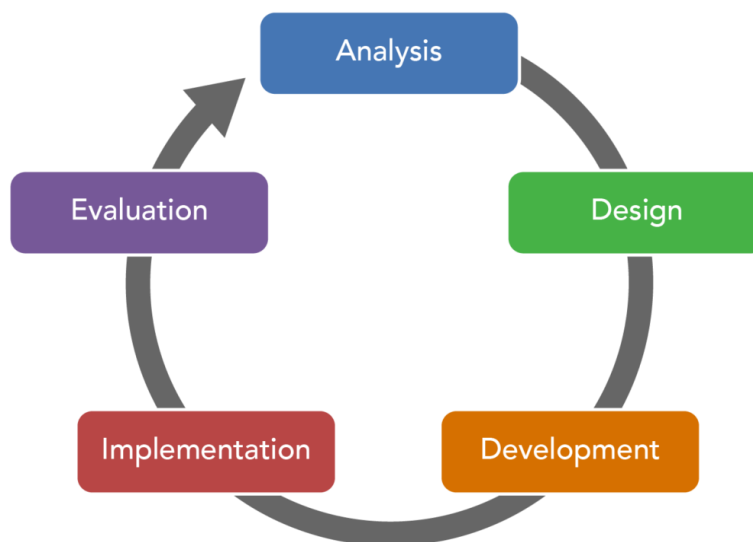 Analysis
Design
Development
Implementation
Evaluation